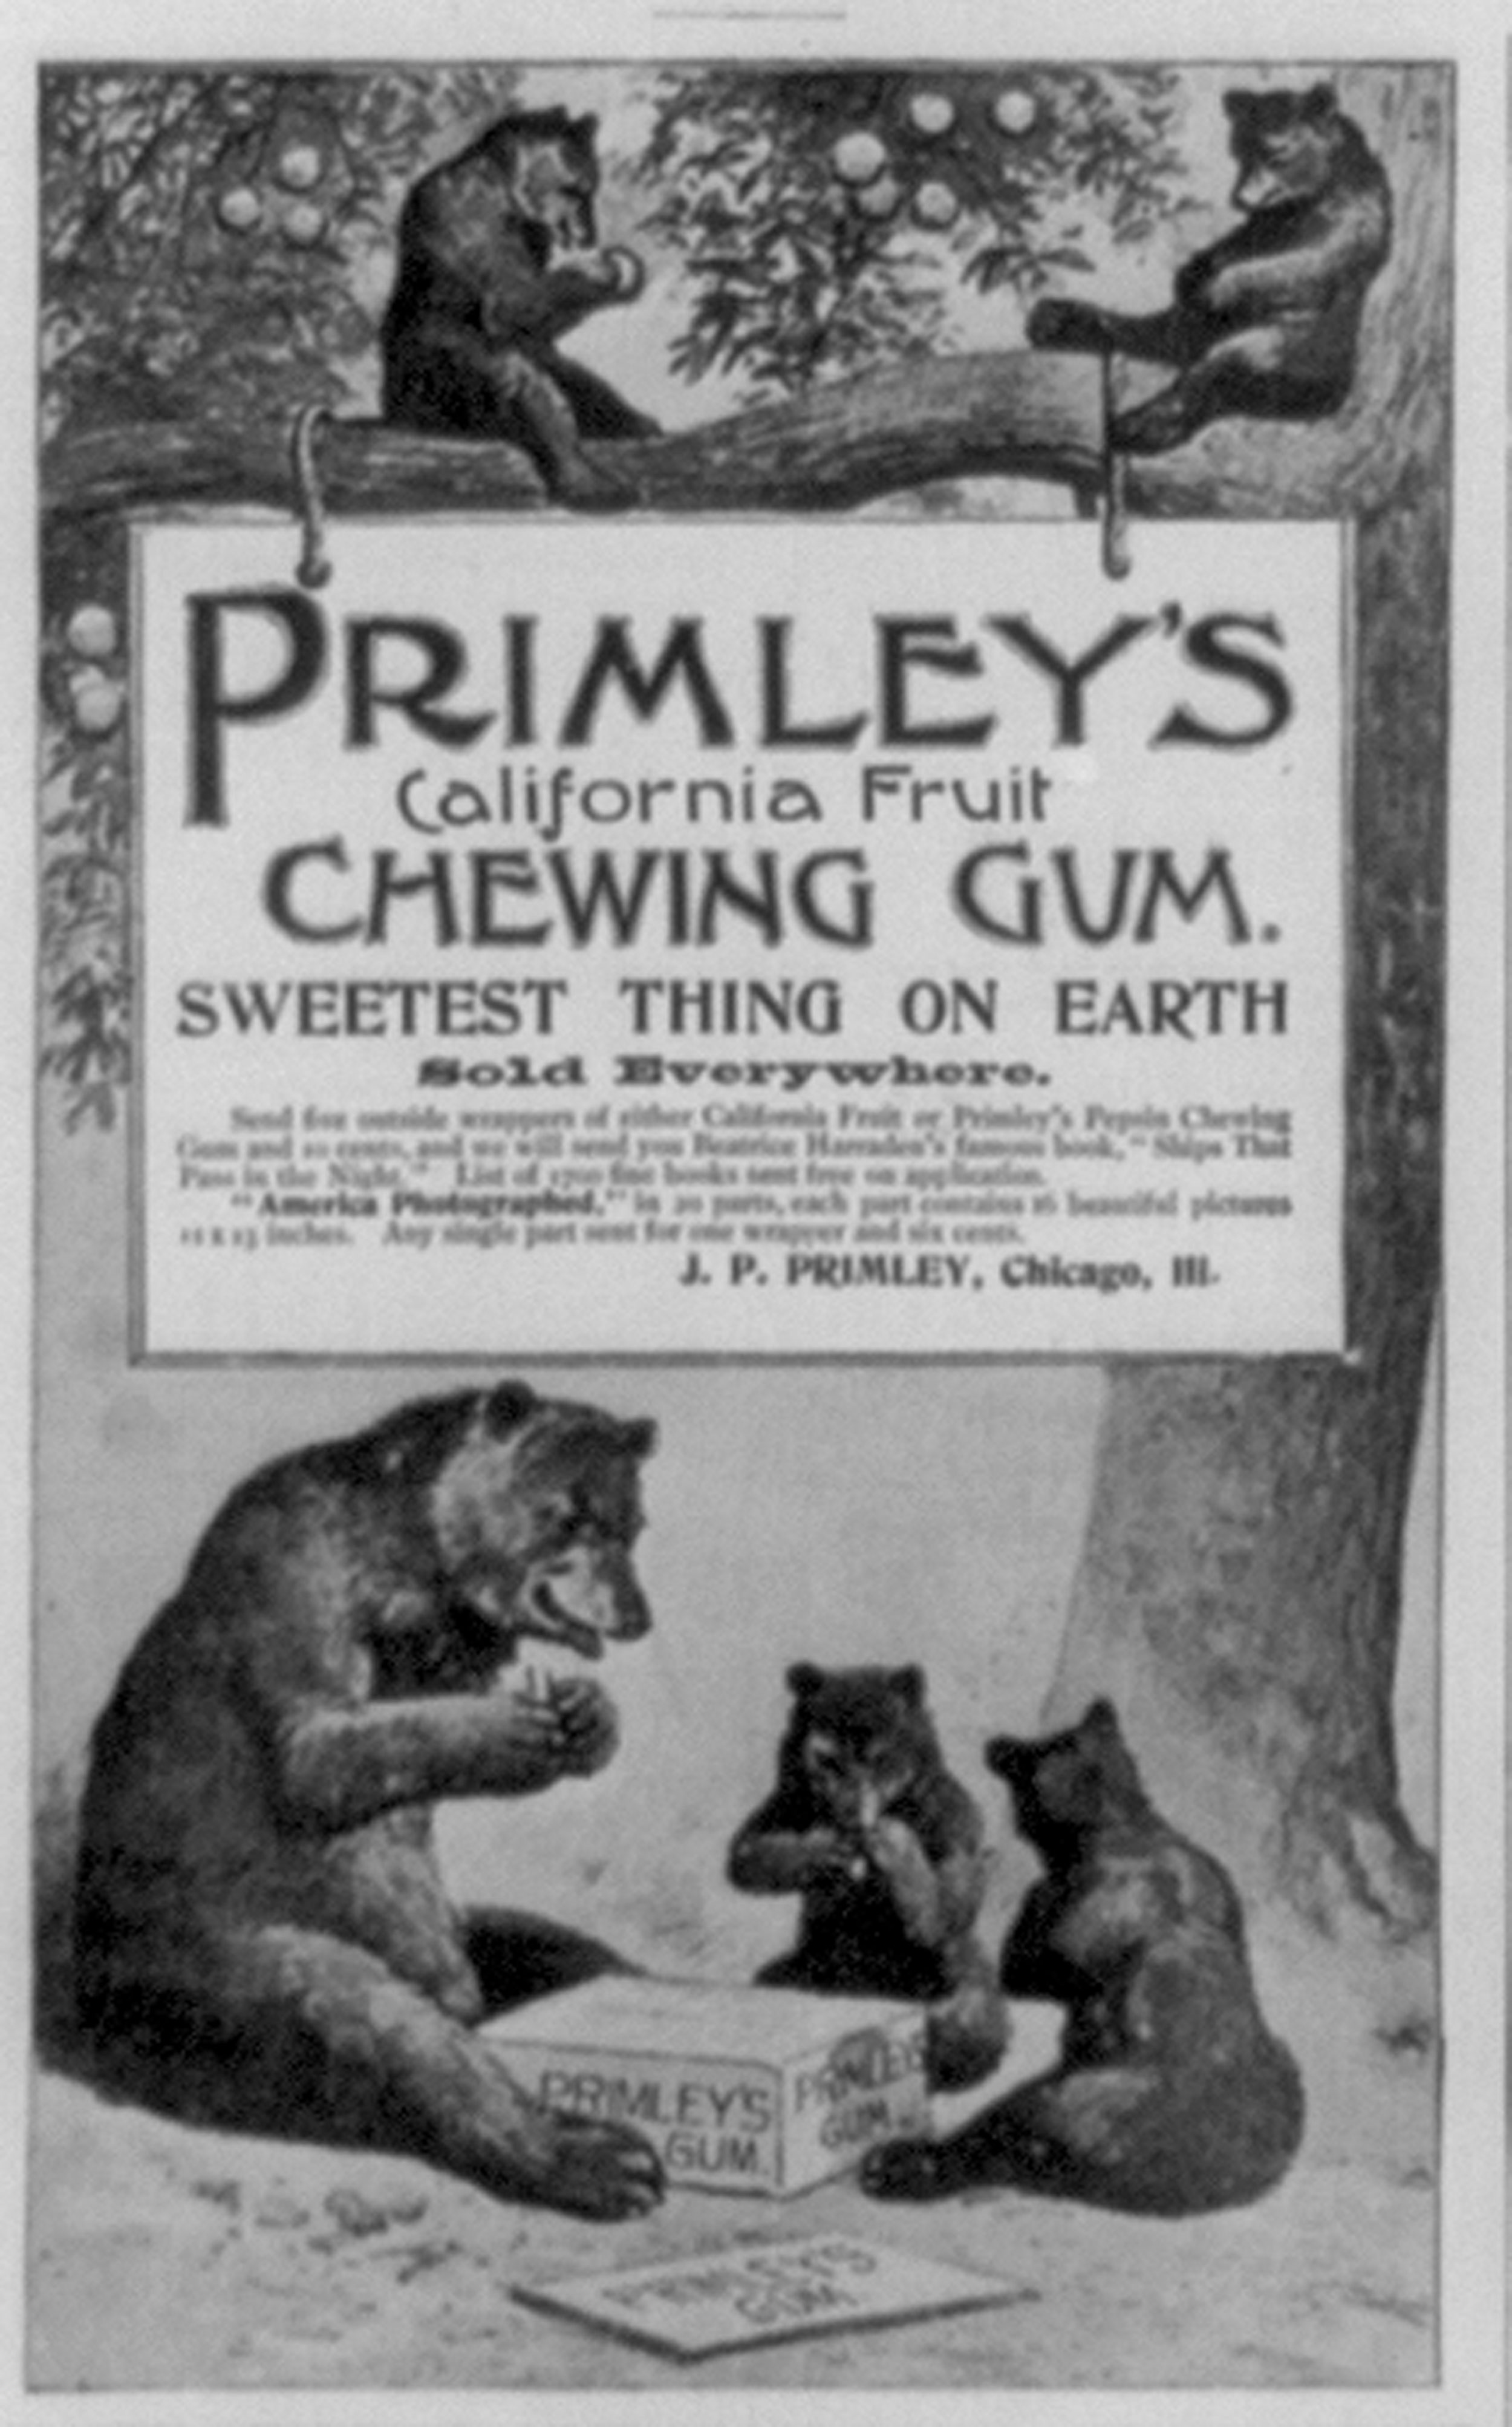 PRIMLEY'S
California Fruit
CHEWING GUM.
SWEETEST THING ON EARTH
Sold Everywhere.
Send five outside wrappers of either California Fruit or Primley's Pepsin Chewing
Gum and 10 cents, and we will send you Beatrice Harraden's famous book, "Ships That
Pass in the Night." List of 1700 fine books sent free on application.
"America Photographed," in 20 parts, each part contains 16 beautiful pictures
11 x 13 inches. Any single part sent for one wrapper and six cents.
J. P. PRIMLEY, Chicago, Ill.
PRIMLEY'S
GUM.
PRIMLEY'S
GUM.
PRIMLEY'S
GUM